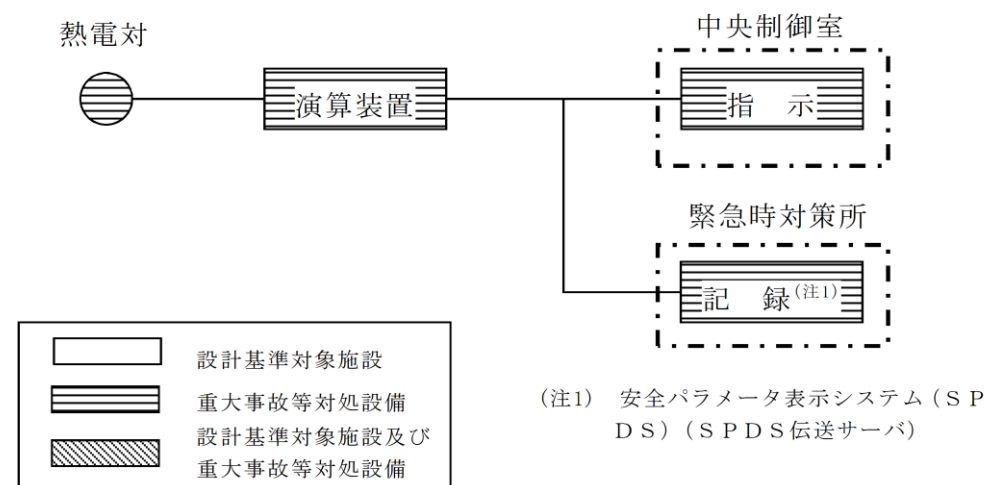 熱電対
演算装置
中央制御室
指　示
緊急時対策所
記　録(注1)
設計基準対象施設
重大事故等対処設備
設計基準対象施設及び
重大事故等対処設備
(注1)　安全パラメータ表示システム(ＳＰ
ＤＳ)(ＳＰＤＳ伝送サーバ)